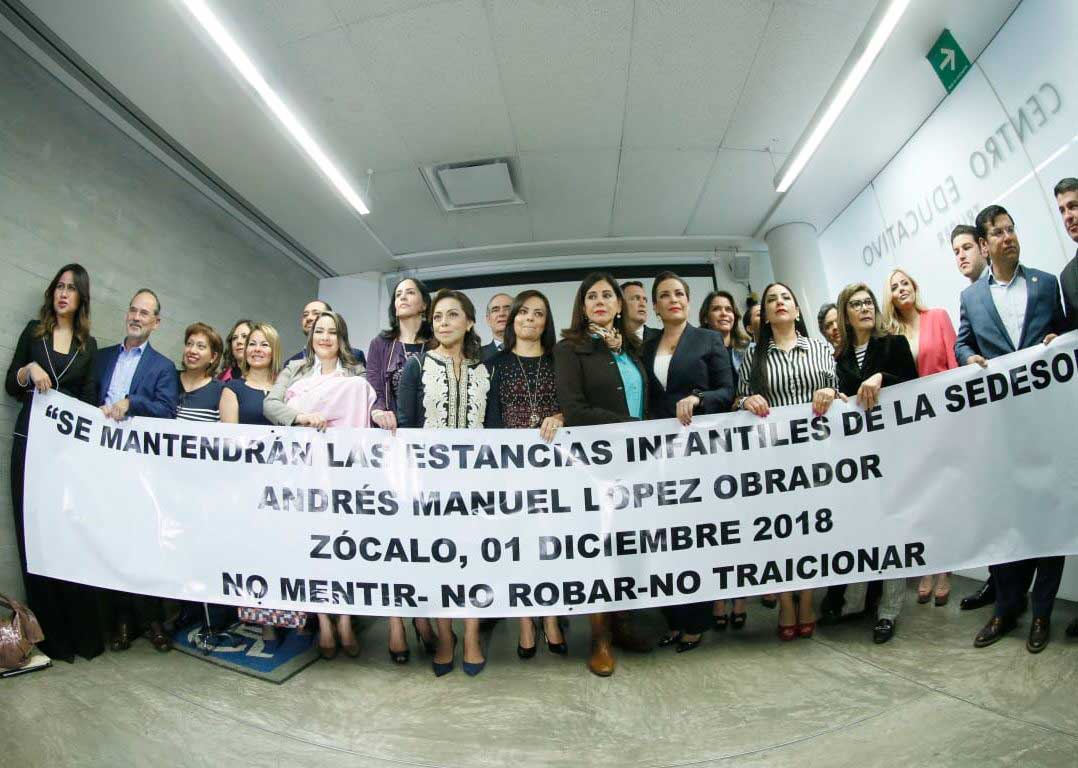 CENTRO EDUCATIVO
"SE MANTENDRÁN LAS ESTANCIAS INFANTILES DE LA SEDESOL
ANDRÉS MANUEL LÓPEZ OBRADOR
ZÓCALO, 01 DICIEMBRE 2018
NO MENTIR- NO ROBAR-NO TRAICIONAR